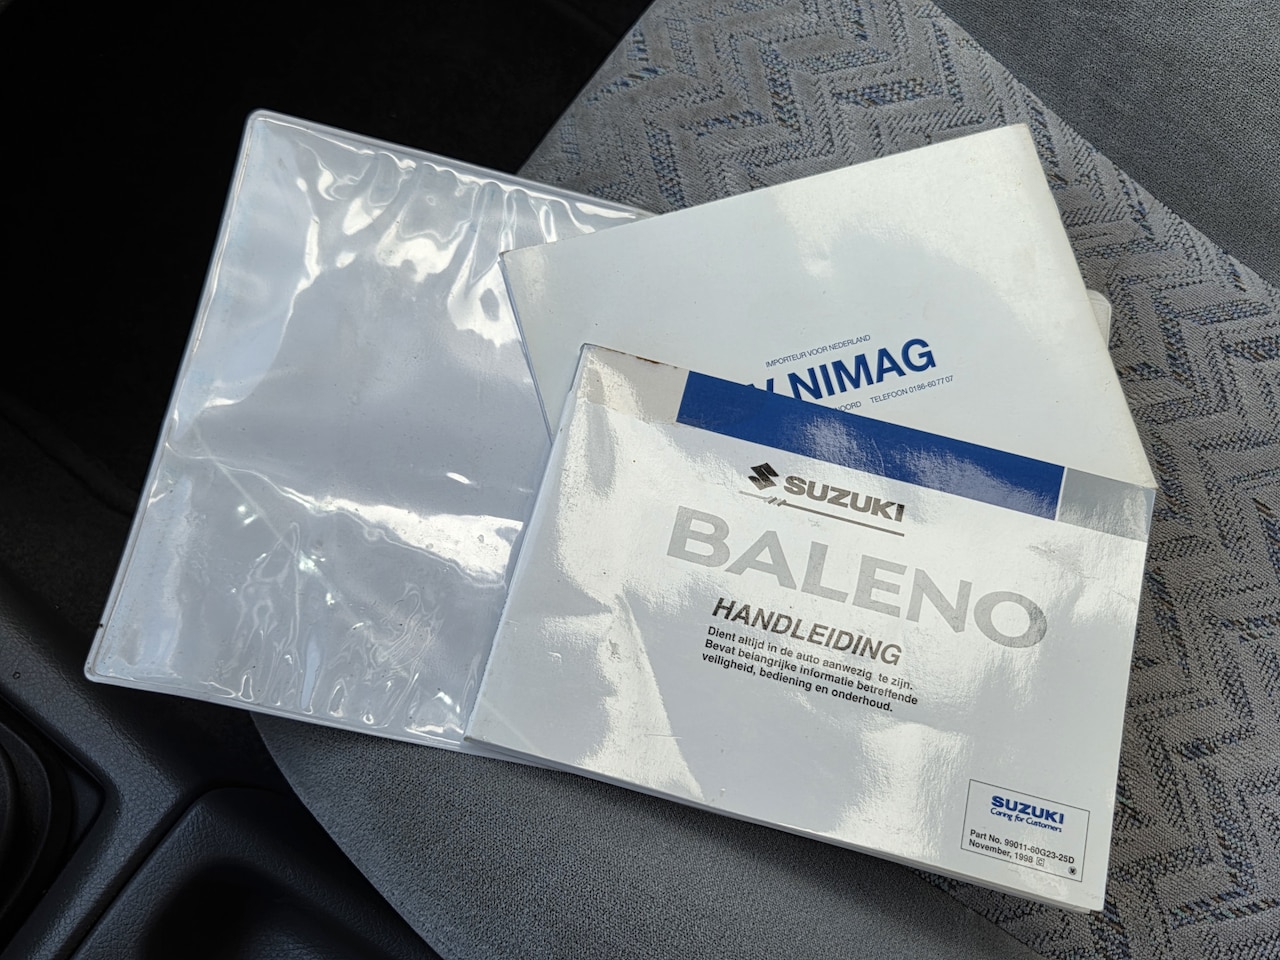 IMPORTEUR VOOR NEDERLAND
NIMAG
TELEFOON 0186-607707
SUZUKI
BALENO
HANDLEIDING
Dient altijd in de auto aanwezig te zijn.
Bevat belangrijke informatie betreffende
veiligheid, bediening en onderhoud.
SUZUKI
Caring for Customers
Part No. 99011-60G23-25D
November, 1998 C